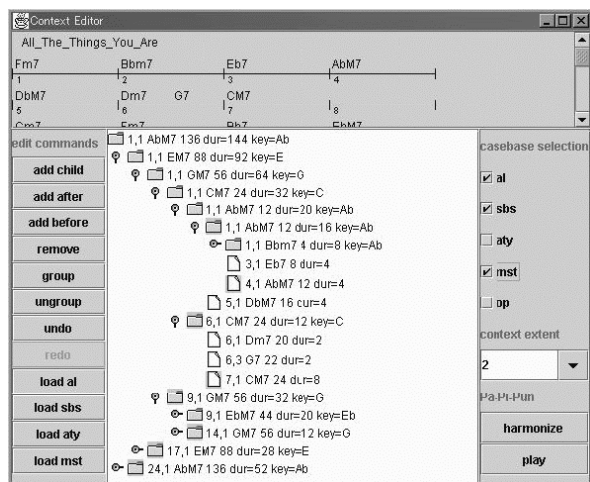 Context Editor
All_The_Things_You_Are
Fm7 Bbm7 Eb7 AbM7
1 2 3 4
DbM7 Dm7 G7 CM7
5 6 7 8
Cm7 Fm7 Bb7 EbM7
edit commands
add child
add after
add before
remove
group
ungroup
undo
redo
load al
load sbs
load aty
load mst
1,1 AbM7 136 dur=144 key=Ab
1,1 EM7 88 dur=92 key=E
1,1 GM7 56 dur=64 key=G
1,1 CM7 24 dur=32 key=C
1,1 AbM7 12 dur=20 key=Ab
1,1 AbM7 12 dur=16 key=Ab
1,1 Bbm7 4 dur=8 key=Ab
3,1 Eb7 8 dur=4
4,1 AbM7 12 dur=4
5,1 DbM7 16 cur=4
6,1 CM7 24 dur=12 key=C
6,1 Dm7 20 dur=2
6,3 G7 22 dur=2
7,1 CM7 24 dur=8
9,1 GM7 56 dur=32 key=G
9,1 EbM7 44 dur=20 key=Eb
14,1 GM7 56 dur=12 key=G
17,1 EM7 88 dur=28 key=E
24,1 AbM7 136 dur=52 key=Ab
casebase selection
al
sbs
aty
mst
op
context extent
2
Pa-Pi-Pun
harmonize
play